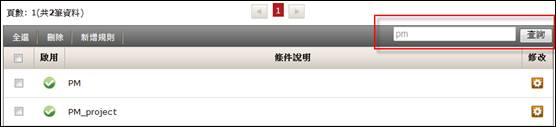 頁數: 1(共2筆資料)
1
全選 刪除 新增規則 pm 查詢
啟用 條件說明 修改
PM
PM_project